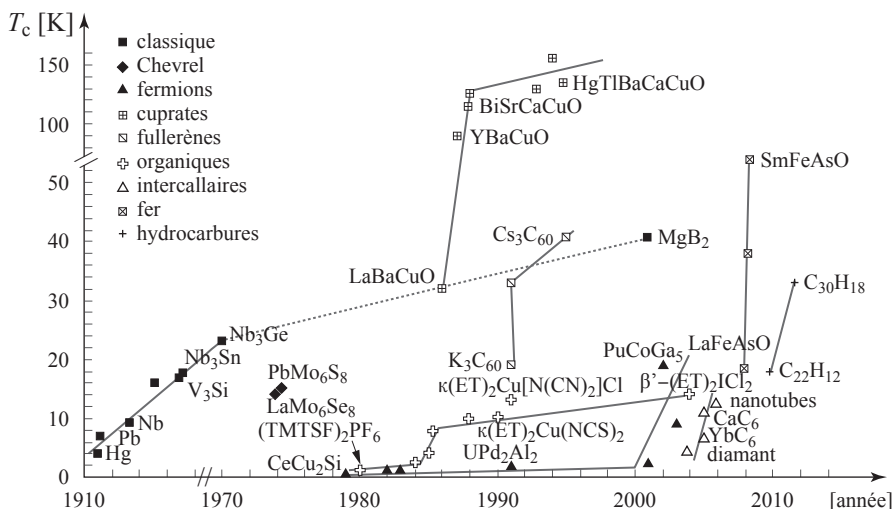 T_c [K]
classique
Chevrel
fermions
cuprates
fullerènes
organiques
intercallaires
fer
hydrocarbures
150
100
50
40
30
20
10
0
HgTlBaCaCuO
BiSrCaCuO
YBaCuO
SmFeAsO
Cs₃C₆₀
MgB₂
LaBaCuO
C₃₀H₁₈
Nb₃Ge
LaFeAsO
Nb₃Sn
K₃C₆₀
PuCoGa₅
PbMo₆S₈
C₂₂H₁₂
V₃Si
κ(ET)₂Cu[N(CN)₂]Cl
β'−(ET)₂ICl₂
LaMo₆Se₈
nanotubes
Nb
(TMTSF)₂PF₆
κ(ET)₂Cu(NCS)₂
CaC₆
Pb
YbC₆
Hg
CeCu₂Si
UPd₂Al₂
diamant
1910
1970
1980
1990
2000
2010
[année]